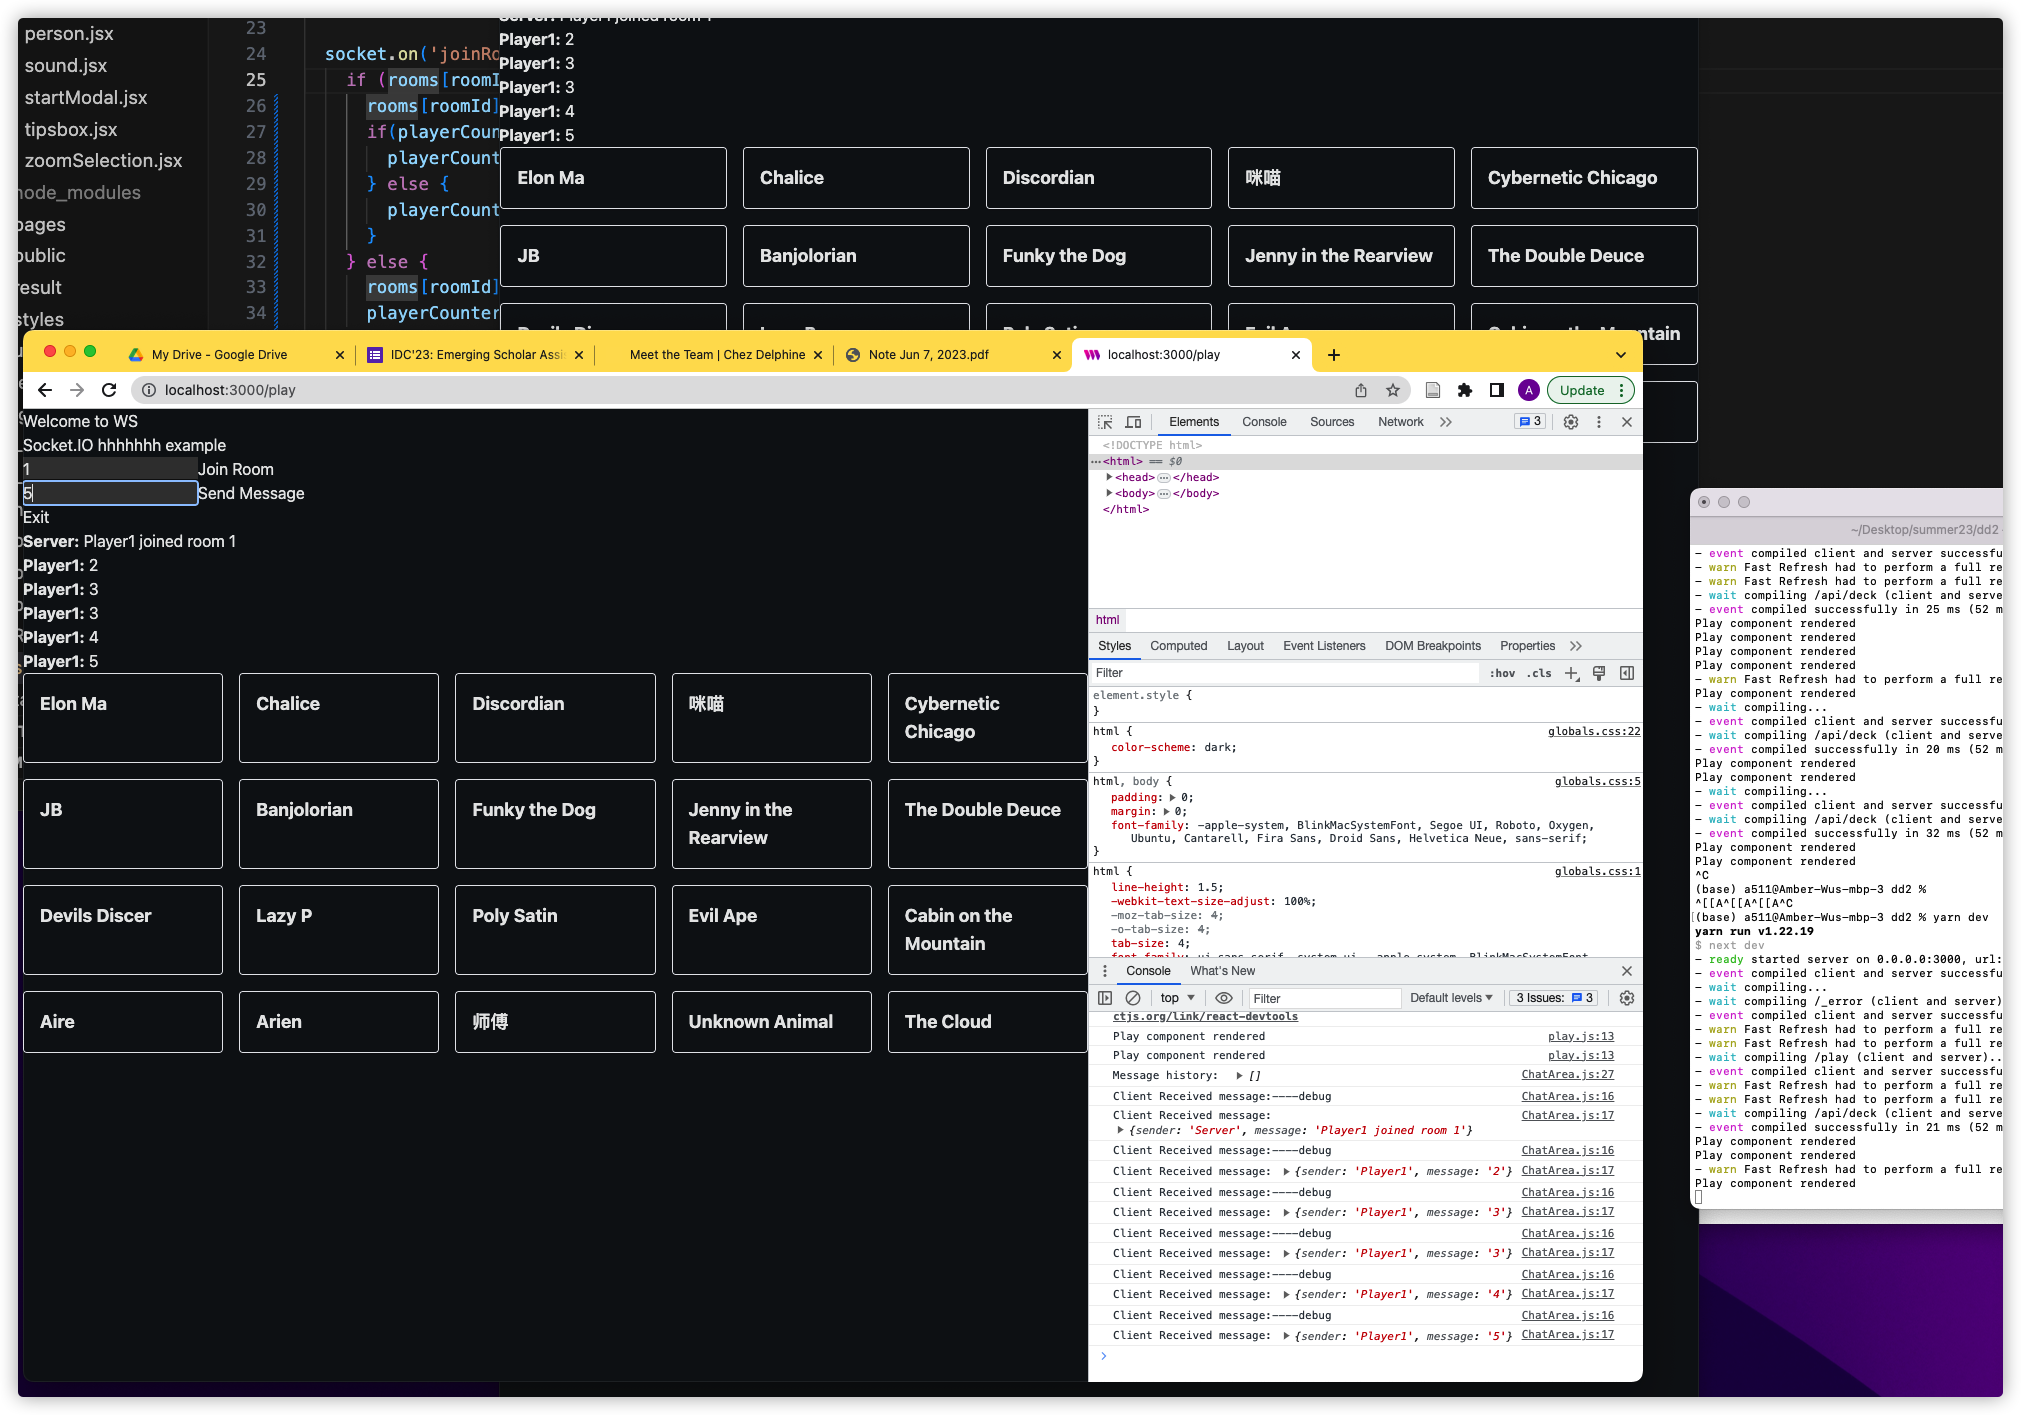 person.jsx
sound.jsx
startModal.jsx
tipsbox.jsx
zoomSelection.jsx
node_modules
pages
public
result
styles
23
24 socket.on('joinRo
25 if (rooms[roomI
26 rooms[roomId]
27 if(playerCoun
28 playerCount
29 } else {
30 playerCount
31 }
32 } else {
33 rooms[roomId]
34 playerCounter
Server: Player1 joined room 1
Player1: 2
Player1: 3
Player1: 3
Player1: 4
Player1: 5
Elon Ma Chalice Discordian 咪喵 Cybernetic Chicago
JB Banjolorian Funky the Dog Jenny in the Rearview The Double Deuce
Devils Discer Lazy P Poly Satin Evil Ape Cabin on the Mountain
My Drive - Google Drive
IDC'23: Emerging Scholar Assi
Meet the Team | Chez Delphine
Note Jun 7, 2023.pdf
localhost:3000/play
localhost:3000/play
A
Update
Welcome to WS
Socket.IO hhhhhhh example
1 Join Room
5 Send Message
Exit
Server: Player1 joined room 1
Player1: 2
Player1: 3
Player1: 3
Player1: 4
Player1: 5
Elon Ma Chalice Discordian 咪喵 Cybernetic
Chicago
JB Banjolorian Funky the Dog Jenny in the The Double Deuce
Rearview
Devils Discer Lazy P Poly Satin Evil Ape Cabin on the
Mountain
Aire Arien 师傅 Unknown Animal The Cloud
Elements Console Sources Network 3
<!DOCTYPE html>
<html> == $0
<head> </head>
<body> </body>
</html>
html
Styles Computed Layout Event Listeners DOM Breakpoints Properties
Filter :hov .cls
element.style {
}
html { globals.css:22
color-scheme: dark;
}
html, body { globals.css:5
padding: 0;
margin: 0;
font-family: -apple-system, BlinkMacSystemFont, Segoe UI, Roboto, Oxygen,
Ubuntu, Cantarell, Fira Sans, Droid Sans, Helvetica Neue, sans-serif;
}
html { globals.css:1
line-height: 1.5;
-webkit-text-size-adjust: 100%;
-moz-tab-size: 4;
-o-tab-size: 4;
tab-size: 4;
font-family: ui-sans-serif, system-ui, -apple-system, BlinkMacSystemFont,
Console What's New
top Filter Default levels 3 Issues: 3
ctjs.org/link/react-devtools
Play component rendered play.js:13
Play component rendered play.js:13
Message history: [] ChatArea.js:27
Client Received message:----debug ChatArea.js:16
Client Received message: ChatArea.js:17
{sender: 'Server', message: 'Player1 joined room 1'}
Client Received message:----debug ChatArea.js:16
Client Received message: {sender: 'Player1', message: '2'} ChatArea.js:17
Client Received message:----debug ChatArea.js:16
Client Received message: {sender: 'Player1', message: '3'} ChatArea.js:17
Client Received message:----debug ChatArea.js:16
Client Received message: {sender: 'Player1', message: '3'} ChatArea.js:17
Client Received message:----debug ChatArea.js:16
Client Received message: {sender: 'Player1', message: '4'} ChatArea.js:17
Client Received message:----debug ChatArea.js:16
Client Received message: {sender: 'Player1', message: '5'} ChatArea.js:17
~/Desktop/summer23/dd2
- event compiled client and server successfu
- warn Fast Refresh had to perform a full re
- warn Fast Refresh had to perform a full re
- wait compiling /api/deck (client and serve
- event compiled successfully in 25 ms (52 m
Play component rendered
Play component rendered
Play component rendered
Play component rendered
- warn Fast Refresh had to perform a full re
Play component rendered
- wait compiling...
- event compiled client and server successfu
- wait compiling /api/deck (client and serve
- event compiled successfully in 20 ms (52 m
Play component rendered
Play component rendered
- wait compiling...
- event compiled client and server successfu
- wait compiling /api/deck (client and serve
- event compiled successfully in 32 ms (52 m
Play component rendered
Play component rendered
^C
(base) a511@Amber-Wus-mbp-3 dd2 %
^[[A^[[A^[[A^C
(base) a511@Amber-Wus-mbp-3 dd2 % yarn dev
yarn run v1.22.19
$ next dev
- ready started server on 0.0.0.0:3000, url:
- event compiled client and server successfu
- wait compiling...
- wait compiling /_error (client and server)
- event compiled client and server successfu
- warn Fast Refresh had to perform a full re
- warn Fast Refresh had to perform a full re
- wait compiling /play (client and server)..
- event compiled client and server successfu
- warn Fast Refresh had to perform a full re
- warn Fast Refresh had to perform a full re
- wait compiling /api/deck (client and serve
- event compiled successfully in 21 ms (52 m
Play component rendered
Play component rendered
- warn Fast Refresh had to perform a full re
Play component rendered